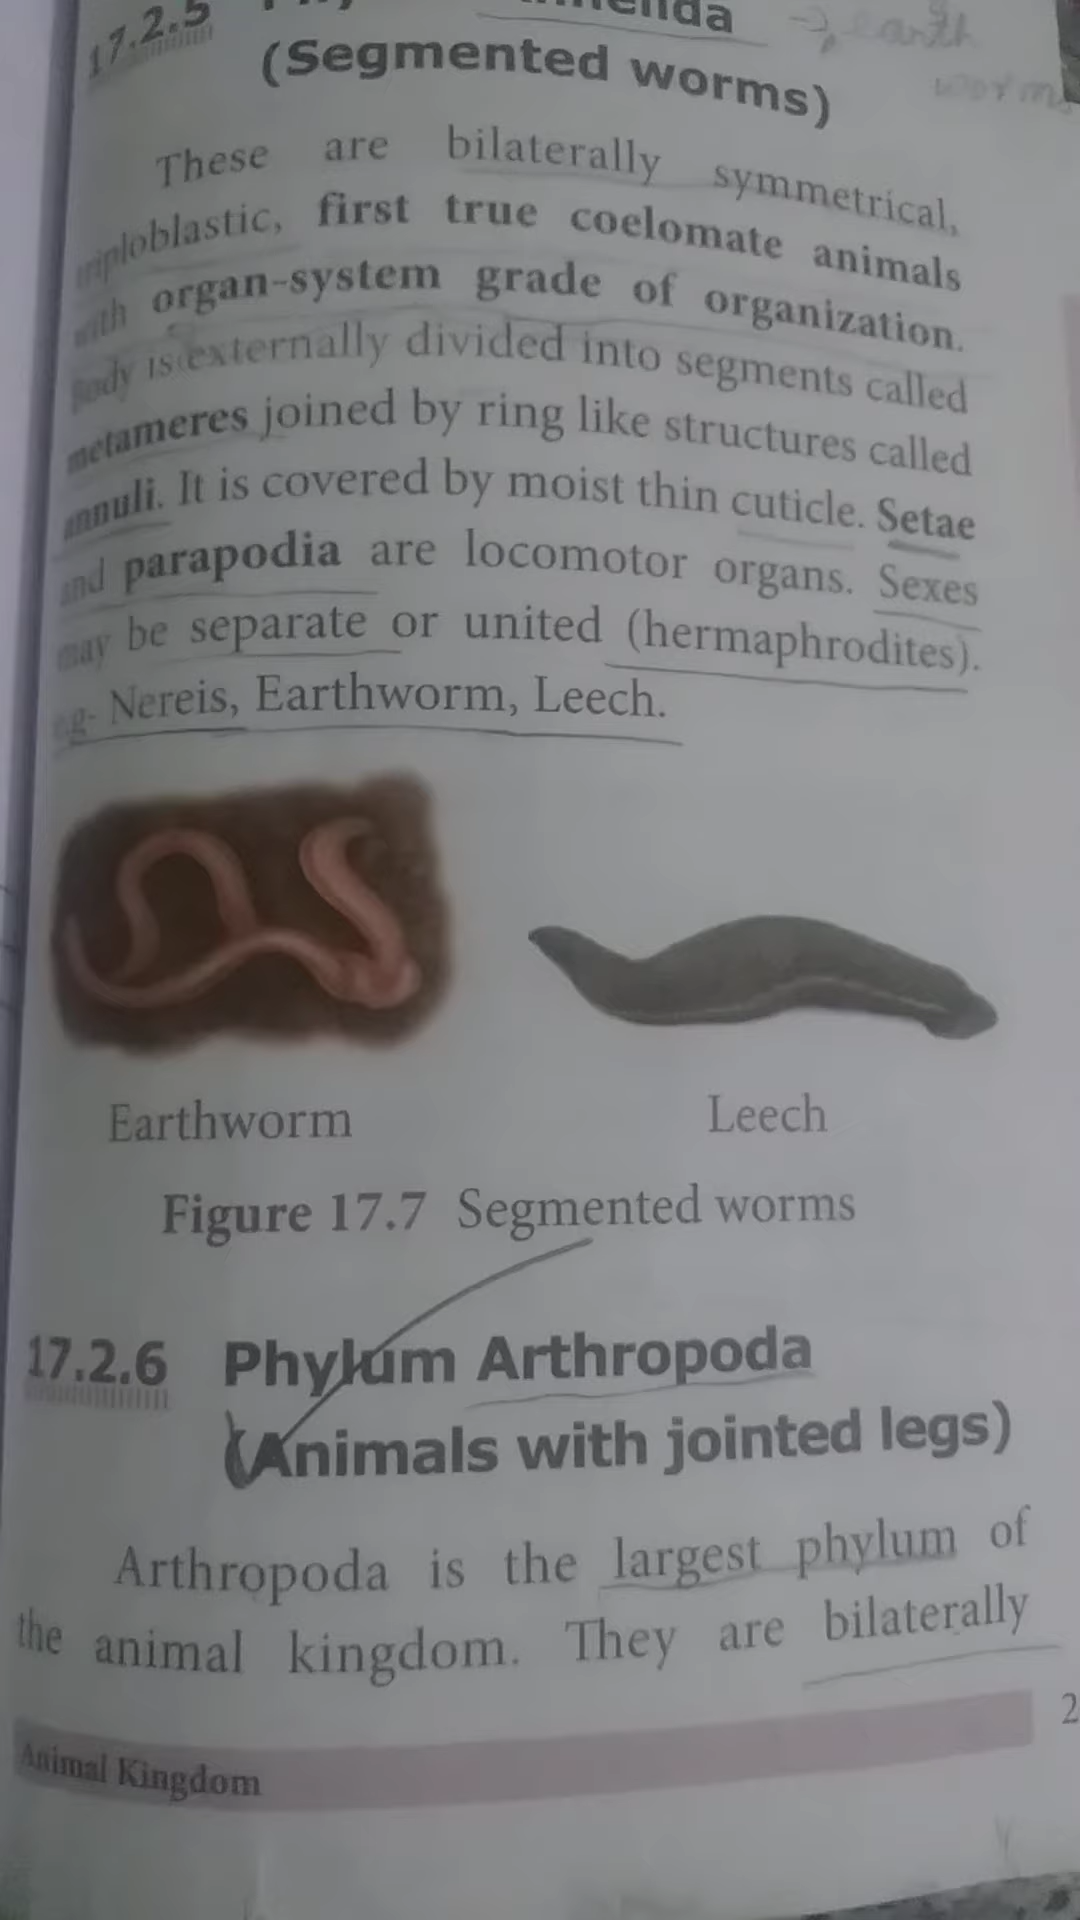 17.2.5
(Segmented worms)
earth
worms
These are bilaterally symmetrical,
triploblastic, first true coelomate animals
with organ-system grade of organization.
Body is externally divided into segments called
metameres joined by ring like structures called
annuli. It is covered by moist thin cuticle. Setae
and parapodia are locomotor organs. Sexes
may be separate or united (hermaphrodites).
e.g- Nereis, Earthworm, Leech.
Earthworm
Leech
Figure 17.7 Segmented worms
17.2.6 Phylum Arthropoda
(Animals with jointed legs)
Arthropoda is the largest phylum of
the animal kingdom. They are bilaterally
2
Animal Kingdom